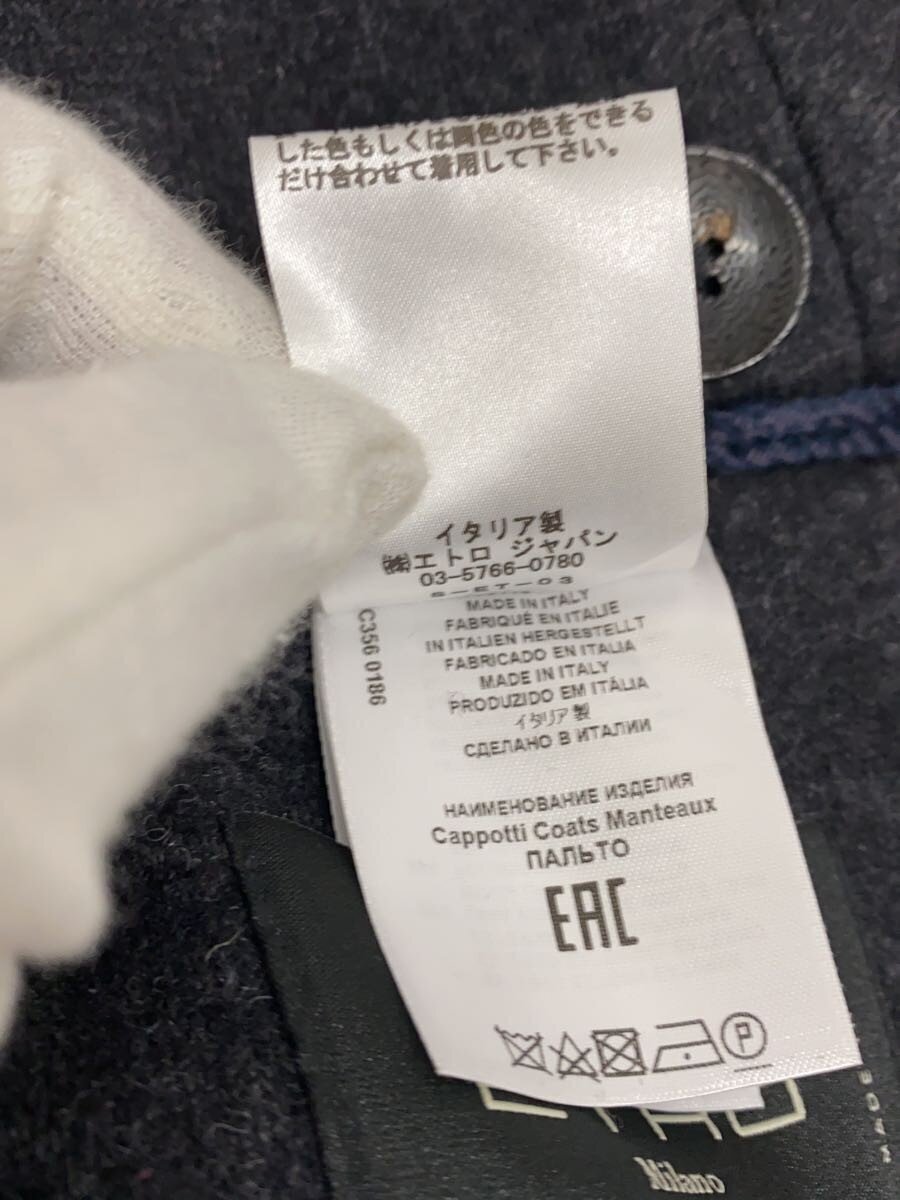 した色もしくは同色の色をできる
だけ合わせて着用して下さい。
イタリア製
㈱エトロ ジャパン
03-5766-0780
MADE IN ITALY
FABRIQUÉ EN ITALIE
IN ITALIEN HERGESTELLT
FABRICADO EN ITALIA
MADE IN ITALY
PRODUZIDO EM ITÁLIA
イタリア製
СДЕЛАНО В ИТАЛИИ
C356 0186
НАИМЕНОВАНИЕ ИЗДЕЛИЯ
Cappotti Coats Manteaux
ПАЛЬТО
EAC
P
Milano
MADE